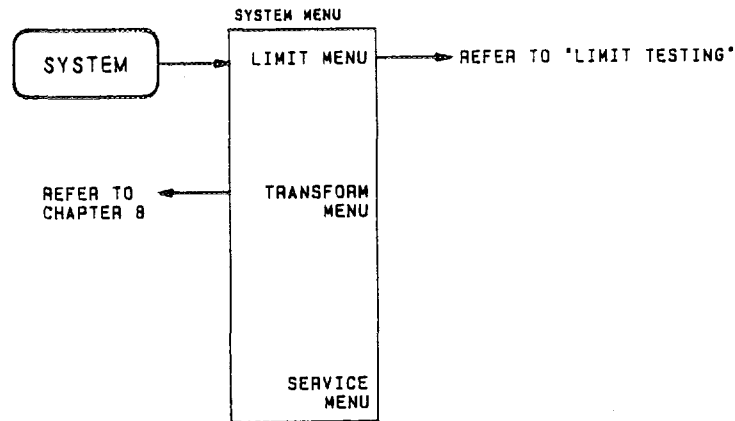 SYSTEM MENU
SYSTEM
LIMIT MENU
REFER TO "LIMIT TESTING"
REFER TO
CHAPTER 8
TRANSFORM
MENU
SERVICE
MENU